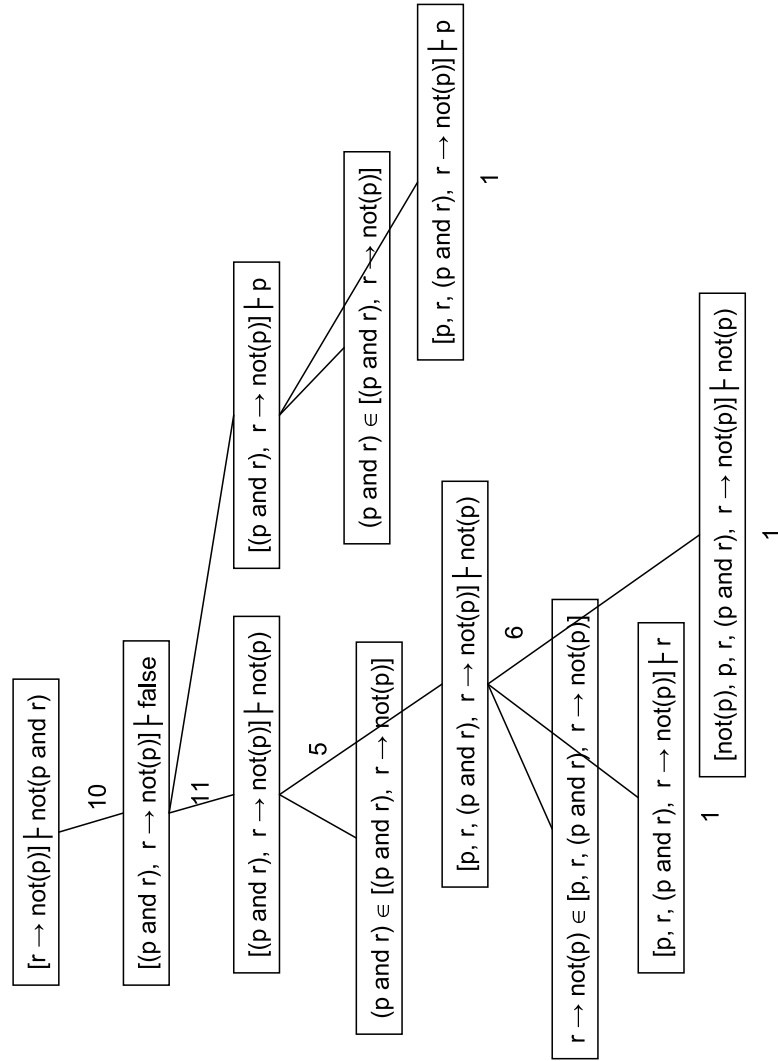 [r → not(p)] ├ not(p and r)
10
[(p and r), r → not(p)] ├ false
11
[(p and r), r → not(p)] ├ not(p)
[(p and r), r → not(p)] ├ p
5
(p and r) ∈ [(p and r), r → not(p)]
(p and r) ∈ [(p and r), r → not(p)]
[p, r, (p and r), r → not(p)] ├ p
1
[p, r, (p and r), r → not(p)] ├ not(p)
6
r → not(p) ∈ [p, r, (p and r), r → not(p)]
[p, r, (p and r), r → not(p)] ├ r
1
[not(p), p, r, (p and r), r → not(p)] ├ not(p)
1